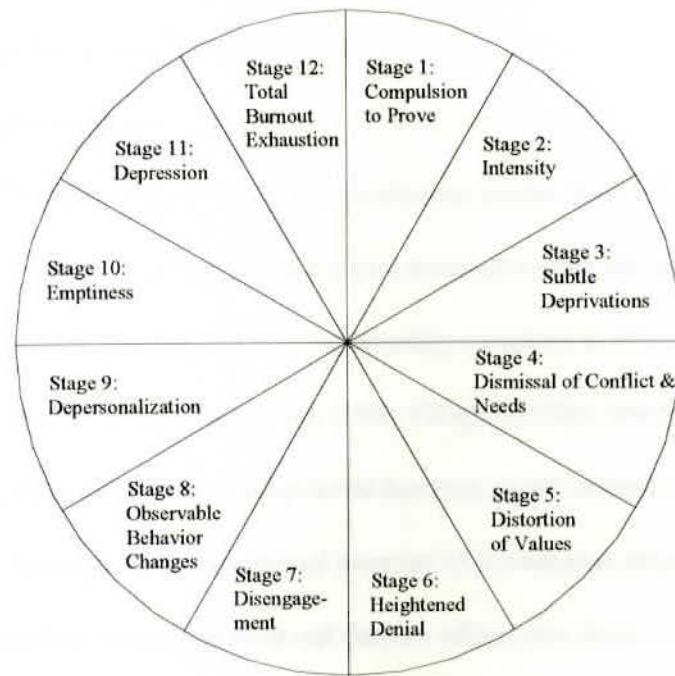 Stage 1:
Compulsion
to Prove
Stage 2:
Intensity
Stage 3:
Subtle
Deprivations
Stage 4:
Dismissal of Conflict &
Needs
Stage 5:
Distortion
of Values
Stage 6:
Heightened
Denial
Stage 7:
Disengage-
ment
Stage 8:
Observable
Behavior
Changes
Stage 9:
Depersonalization
Stage 10:
Emptiness
Stage 11:
Depression
Stage 12:
Total
Burnout
Exhaustion